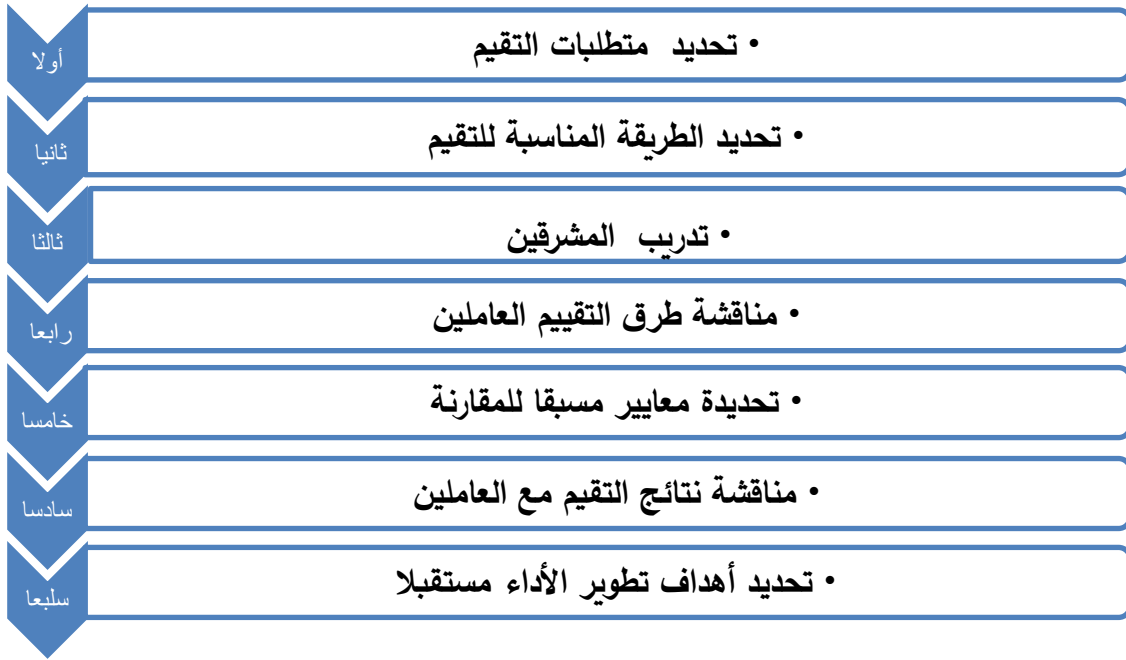 أولا
• تحديد متطلبات التقيم
ثانيا
• تحديد الطريقة المناسبة للتقيم
ثالثا
• تدريب المشرقين
رابعا
• مناقشة طرق التقييم العاملين
خامسا
• تحديدة معايير مسبقا للمقارنة
سادسا
• مناقشة نتائج التقيم مع العاملين
سلبعا
• تحديد أهداف تطوير الأداء مستقبلا